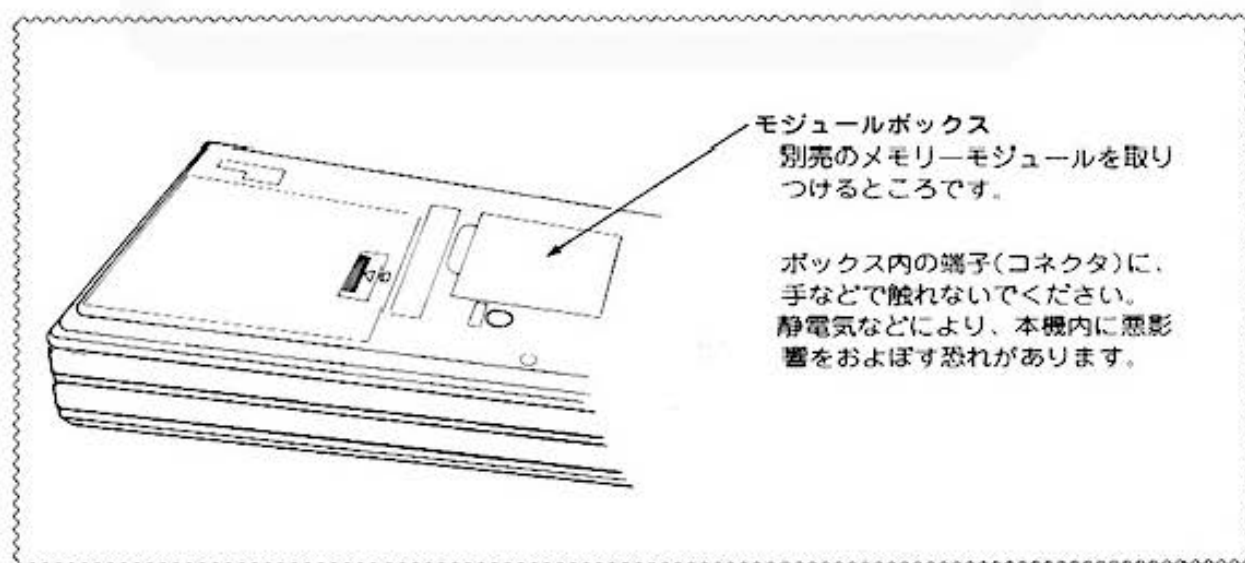 モジュールボックス
別売のメモリーモジュールを取り
つけるところです。
ボックス内の端子(コネクタ)に、
手などで触れないでください。
静電気などにより、本機内に悪影
響をおよぼす恐れがあります。